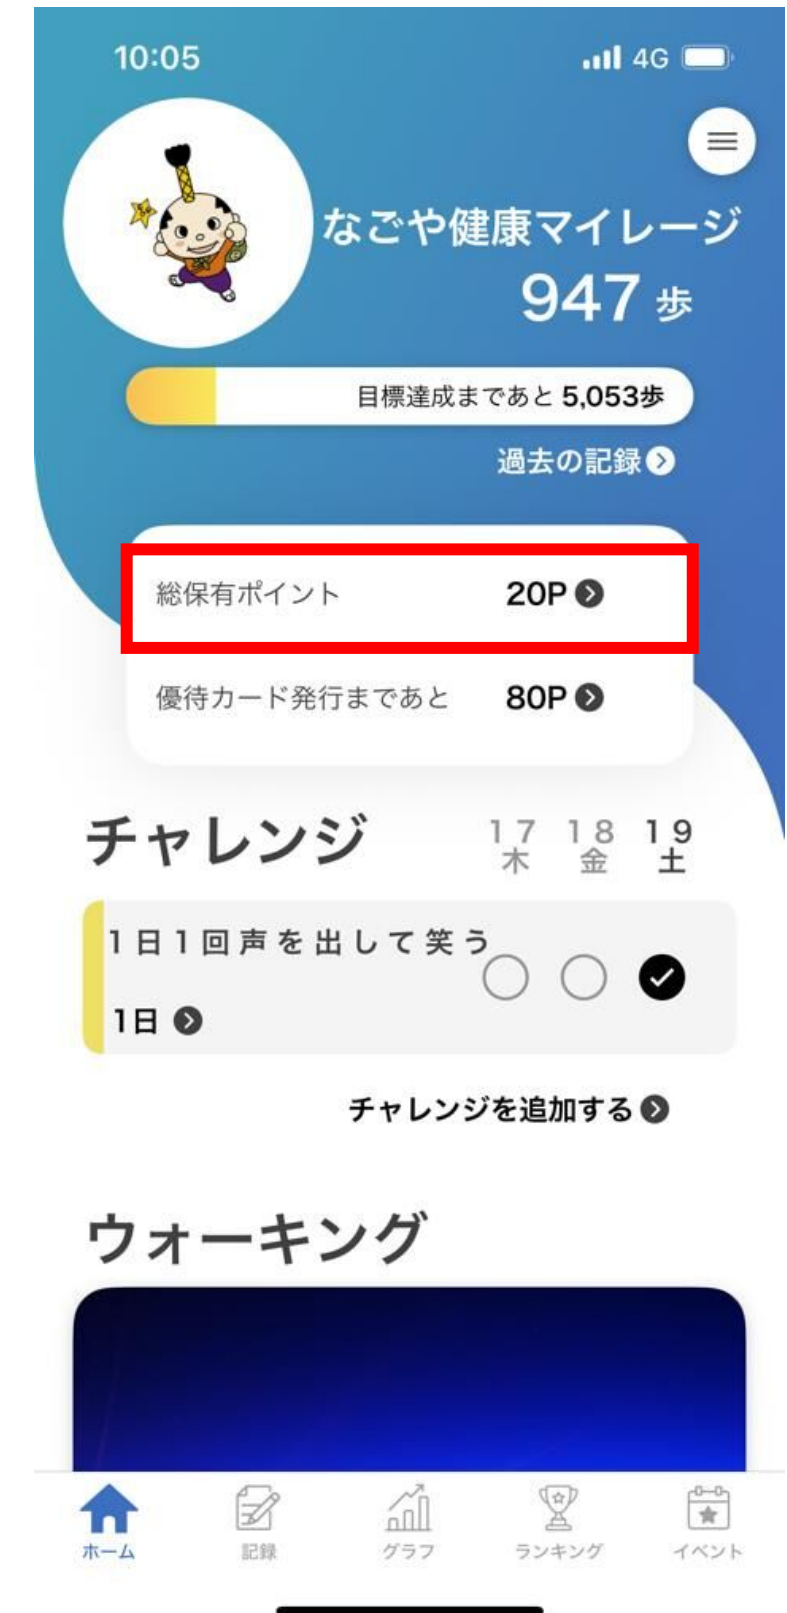 10:05 4G
なごや健康マイレージ
947 歩
目標達成まであと 5,053歩
過去の記録
総保有ポイント 20P
優待カード発行まであと 80P
チャレンジ 17 18 19
木 金 土
1日1回声を出して笑う
1日
チャレンジを追加する
ウォーキング
ホーム 記録 グラフ ランキング イベント